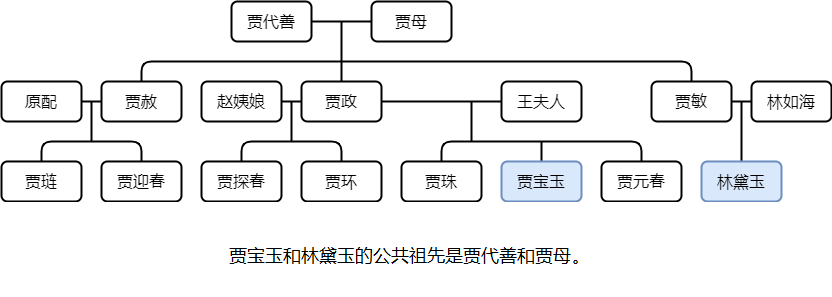 贾代善 贾母
原配 贾赦 赵姨娘 贾政 王夫人 贾敏 林如海
贾琏 贾迎春 贾探春 贾环 贾珠 贾宝玉 贾元春 林黛玉
贾宝玉和林黛玉的公共祖先是贾代善和贾母。